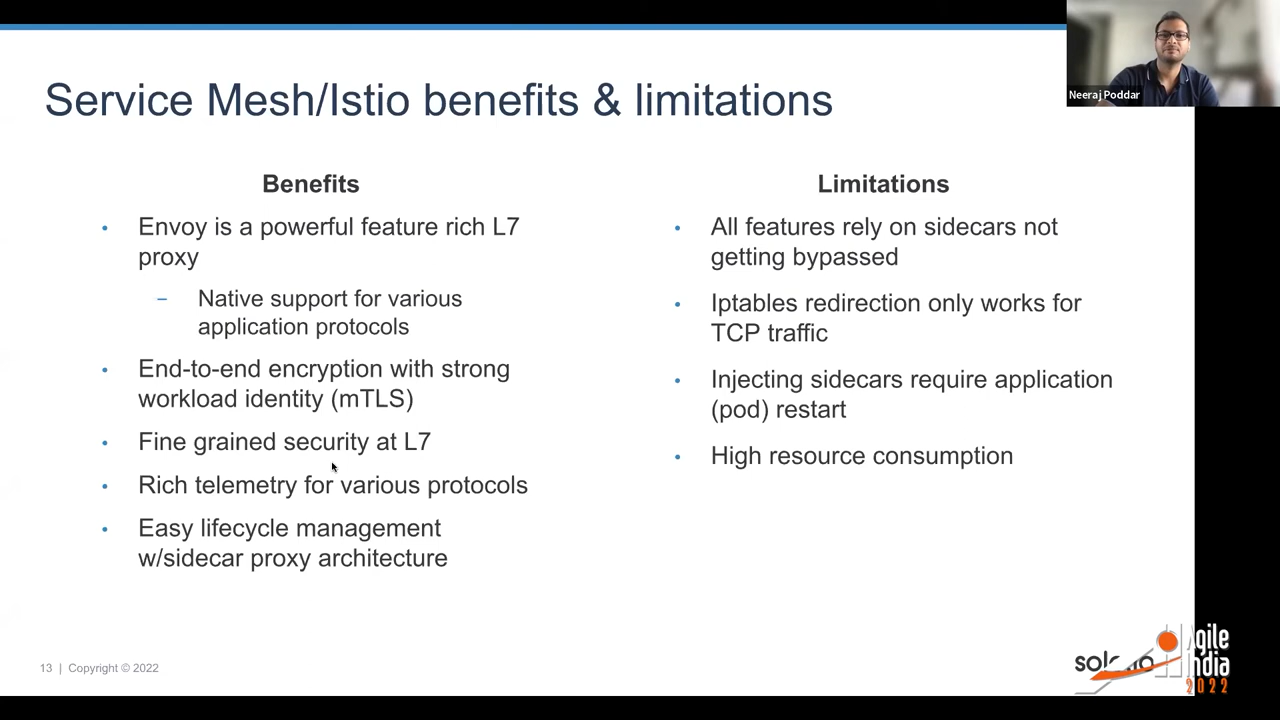 Neeraj Poddar
Service Mesh/Istio benefits & limitations
Benefits
• Envoy is a powerful feature rich L7
proxy
– Native support for various
application protocols
• End-to-end encryption with strong
workload identity (mTLS)
• Fine grained security at L7
• Rich telemetry for various protocols
• Easy lifecycle management
w/sidecar proxy architecture
Limitations
• All features rely on sidecars not
getting bypassed
• Iptables redirection only works for
TCP traffic
• Injecting sidecars require application
(pod) restart
• High resource consumption
13 | Copyright © 2022
Agile
India
2022